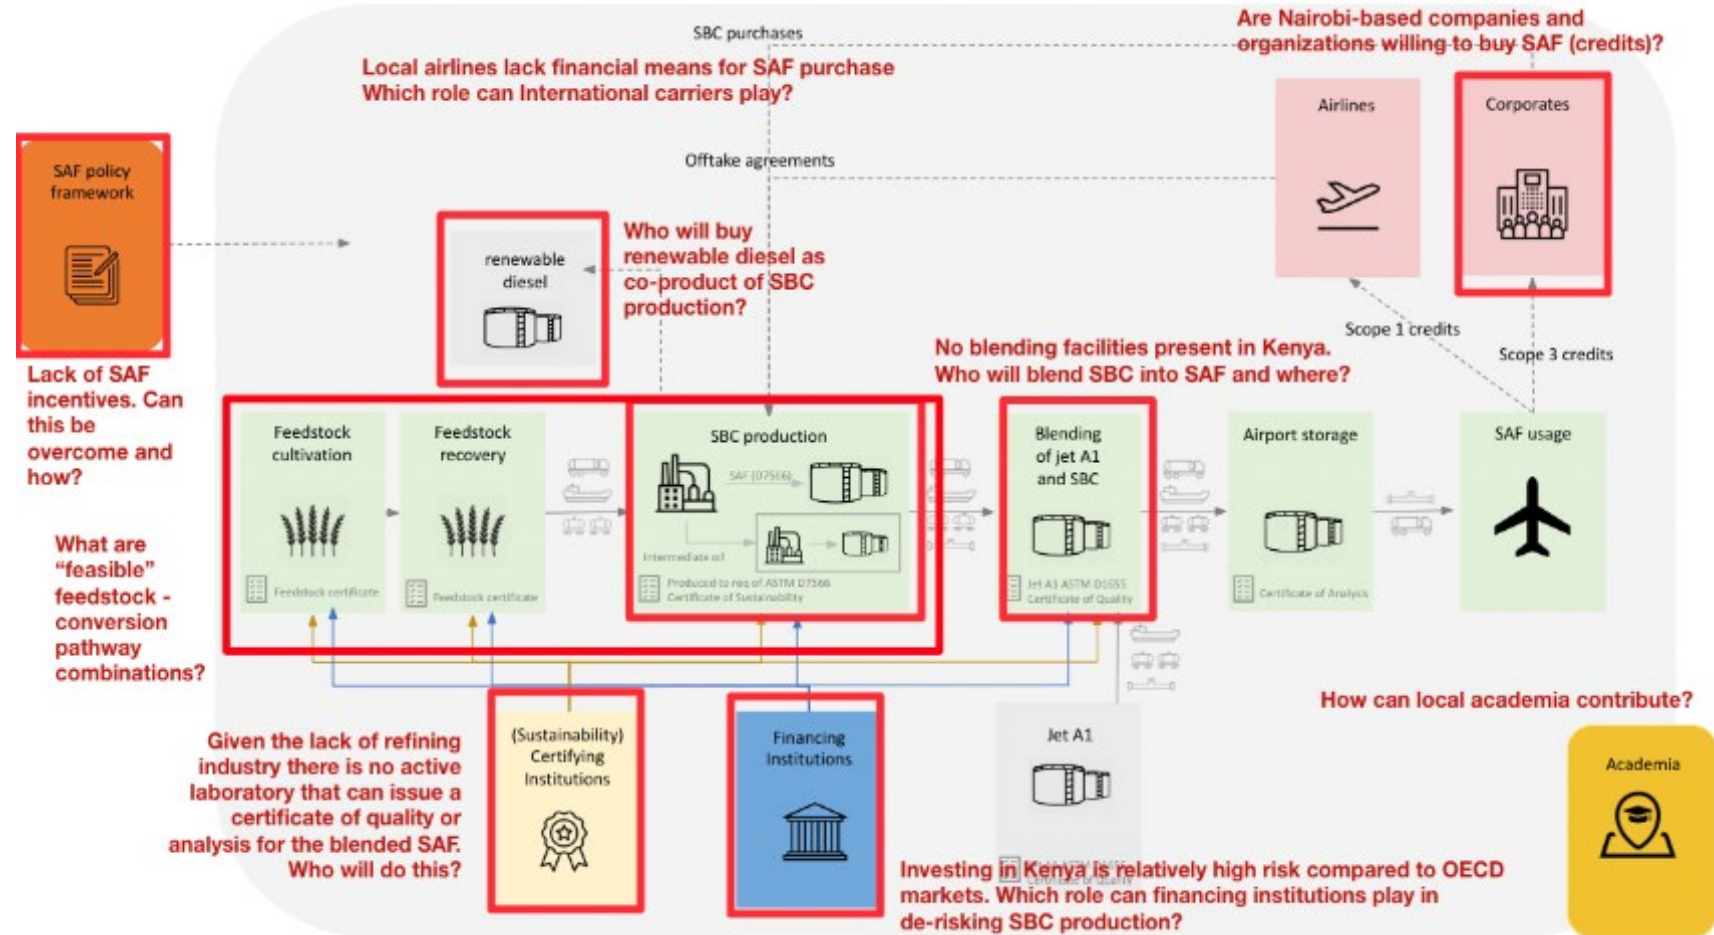 SBC purchases
Are Nairobi-based companies and
organizations willing to buy SAF (credits)?
Local airlines lack financial means for SAF purchase
Which role can International carriers play?
Airlines
Corporates
SAF policy
framework
Offtake agreements
renewable
diesel
Who will buy
renewable diesel as
co-product of SBC
production?
Scope 1 credits
Scope 3 credits
No blending facilities present in Kenya.
Who will blend SBC into SAF and where?
Lack of SAF
incentives. Can
this be
overcome and
how?
Feedstock
cultivation
Feedstock certificate
Feedstock
recovery
Feedstock certificate
SBC production
SAF (D7566)
Intermediate oil
Produced to req of ASTM D7566
Certificate of Sustainability
Blending
of jet A1
and SBC
Jet A1 ASTM D1655
Certificate of Quality
Airport storage
Certificate of Analysis
SAF usage
What are
“feasible”
feedstock -
conversion
pathway
combinations?
Given the lack of refining
industry there is no active
laboratory that can issue a
certificate of quality or
analysis for the blended SAF.
Who will do this?
(Sustainability)
Certifying
Institutions
Financing
Institutions
Jet A1
Certificate of Quality
Investing in Kenya is relatively high risk compared to OECD
markets. Which role can financing institutions play in
de-risking SBC production?
How can local academia contribute?
Academia